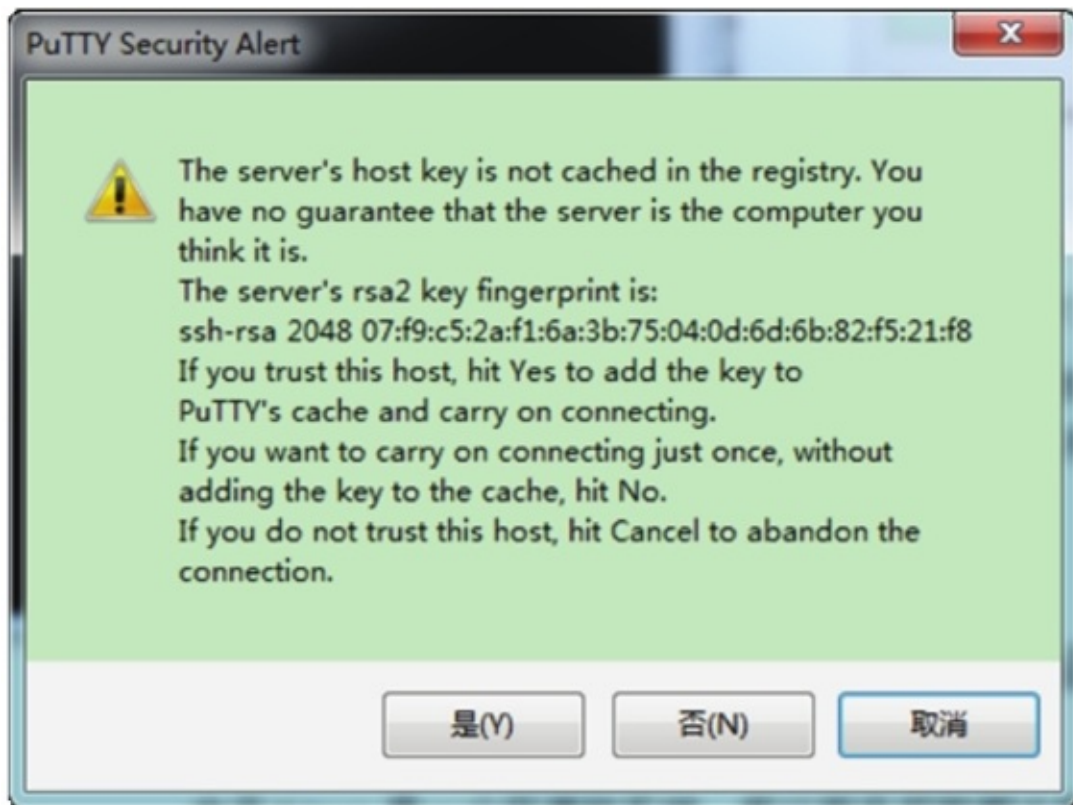 PuTTY Security Alert
The server's host key is not cached in the registry. You
have no guarantee that the server is the computer you
think it is.
The server's rsa2 key fingerprint is:
ssh-rsa 2048 07:f9:c5:2a:f1:6a:3b:75:04:0d:6d:6b:82:f5:21:f8
If you trust this host, hit Yes to add the key to
PuTTY's cache and carry on connecting.
If you want to carry on connecting just once, without
adding the key to the cache, hit No.
If you do not trust this host, hit Cancel to abandon the
connection.
是(Y) 否(N) 取消